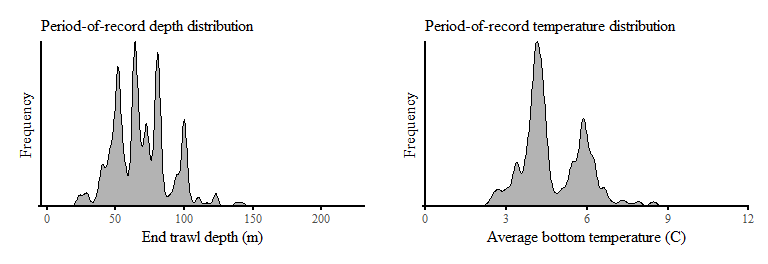 Period-of-record depth distribution
Frequency
0 50 100 150 200
End trawl depth (m)
Period-of-record temperature distribution
Frequency
0 3 6 9 12
Average bottom temperature (C)